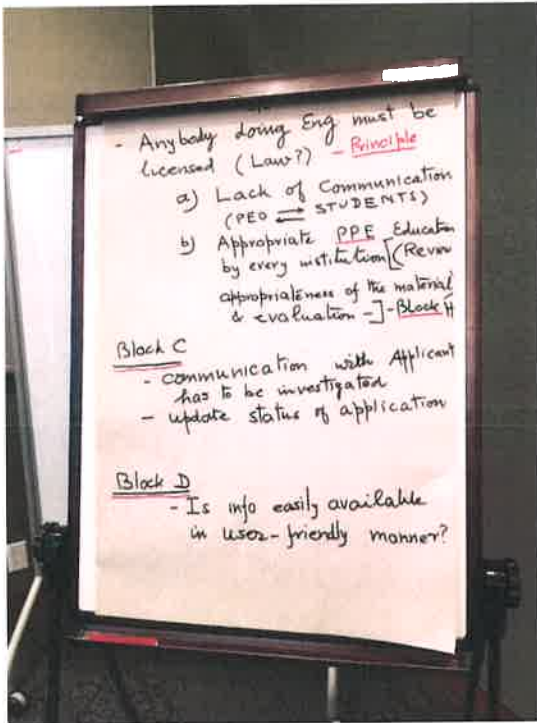 - Anybody doing Eng must be
licensed (Law?) - Principle
a) Lack of Communication
(PEO ⇄ STUDENTS)
b) Appropriate PPE Education
by every institution [(Review
appropriateness of the material
& evaluation -] - Block H
Block C
- communication with Applicant
has to be investigated
- update status of application
Block D
- Is info easily available
in user-friendly manner?